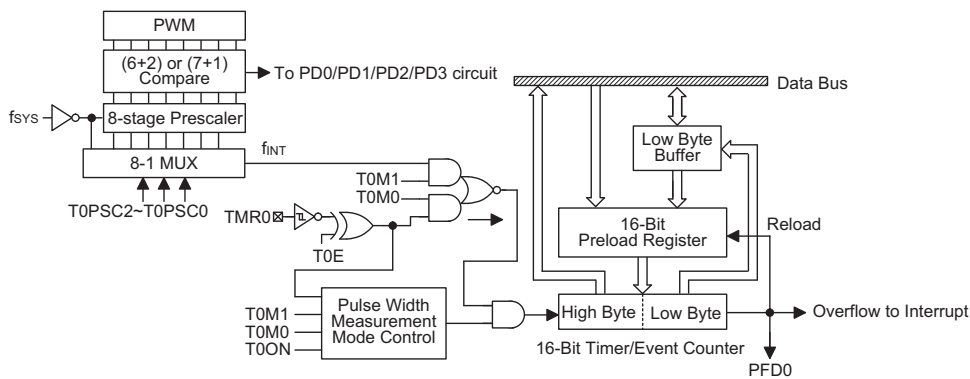 PWM
(6+2) or (7+1)
Compare
To PD0/PD1/PD2/PD3 circuit
Data Bus
fSYS
8-stage Prescaler
Low Byte
Buffer
8-1 MUX
fINT
T0M1
T0M0
T0PSC2~T0PSC0
TMR0
T0E
16-Bit
Preload Register
Reload
T0M1
T0M0
T0ON
Pulse Width
Measurement
Mode Control
High Byte
Low Byte
Overflow to Interrupt
16-Bit Timer/Event Counter
PFD0